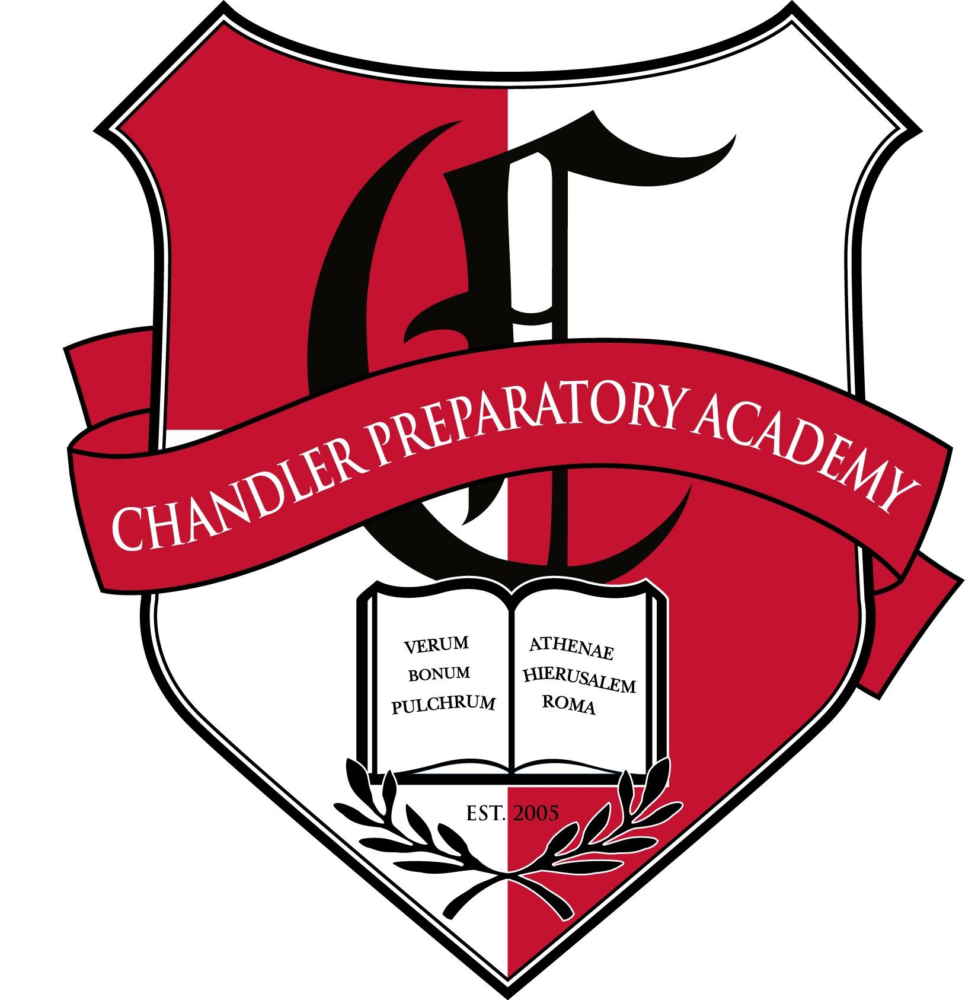 C
CHANDLER PREPARATORY ACADEMY
VERUM
BONUM
PULCHRUM
ATHENAE
HIERUSALEM
ROMA
EST. 2005